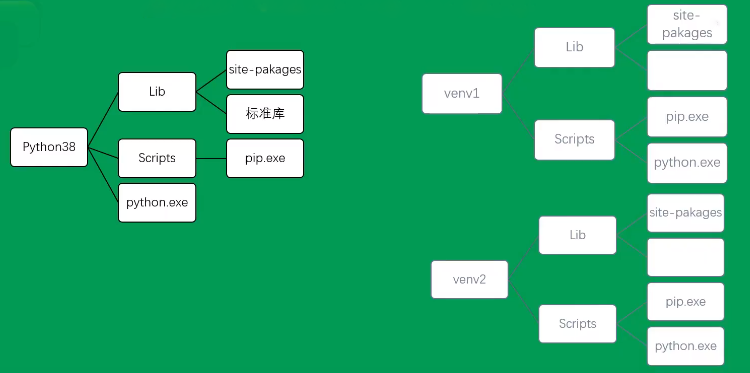 Python38
Lib
site-pakages
标准库
Scripts
pip.exe
python.exe
venv1
Lib
site-
pakages
Scripts
pip.exe
python.exe
venv2
Lib
site-pakages
Scripts
pip.exe
python.exe